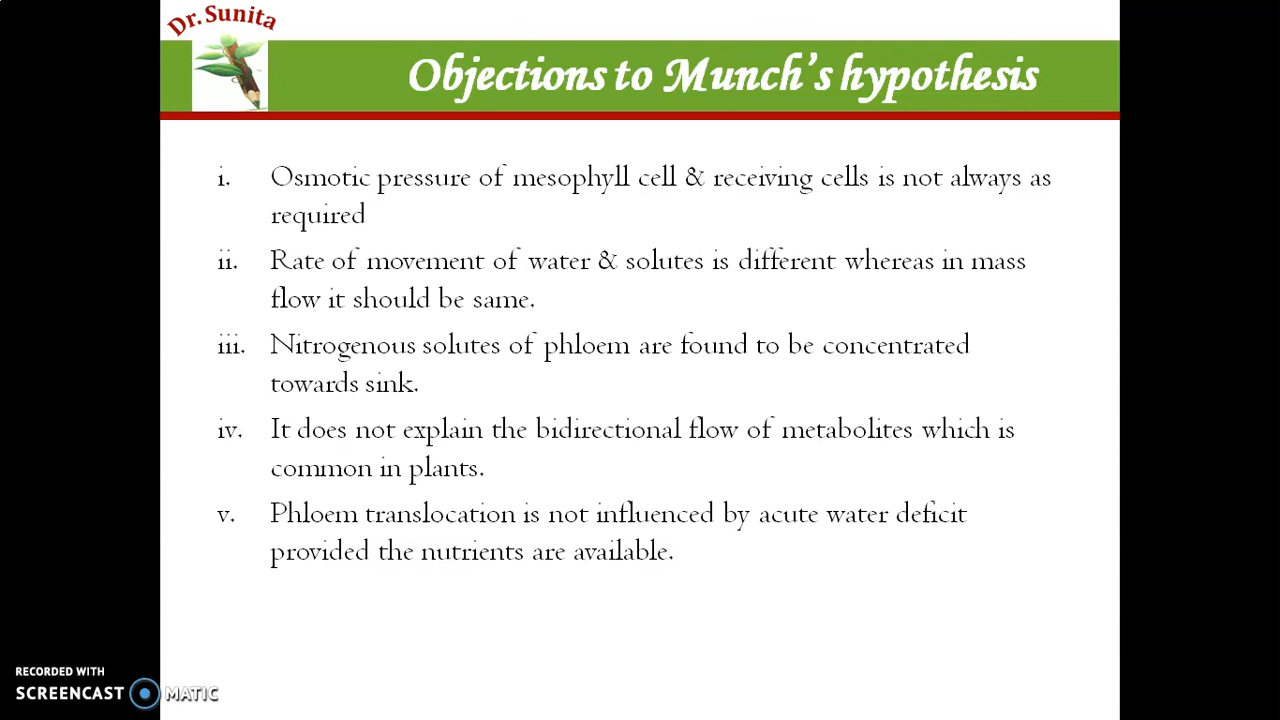 Dr. Sunita
Objections to Munch's hypothesis
i. Osmotic pressure of mesophyll cell & receiving cells is not always as
required
ii. Rate of movement of water & solutes is different whereas in mass
flow it should be same.
iii. Nitrogenous solutes of phloem are found to be concentrated
towards sink.
iv. It does not explain the bidirectional flow of metabolites which is
common in plants.
v. Phloem translocation is not influenced by acute water deficit
provided the nutrients are available.
RECORDED WITH
SCREENCAST MATIC